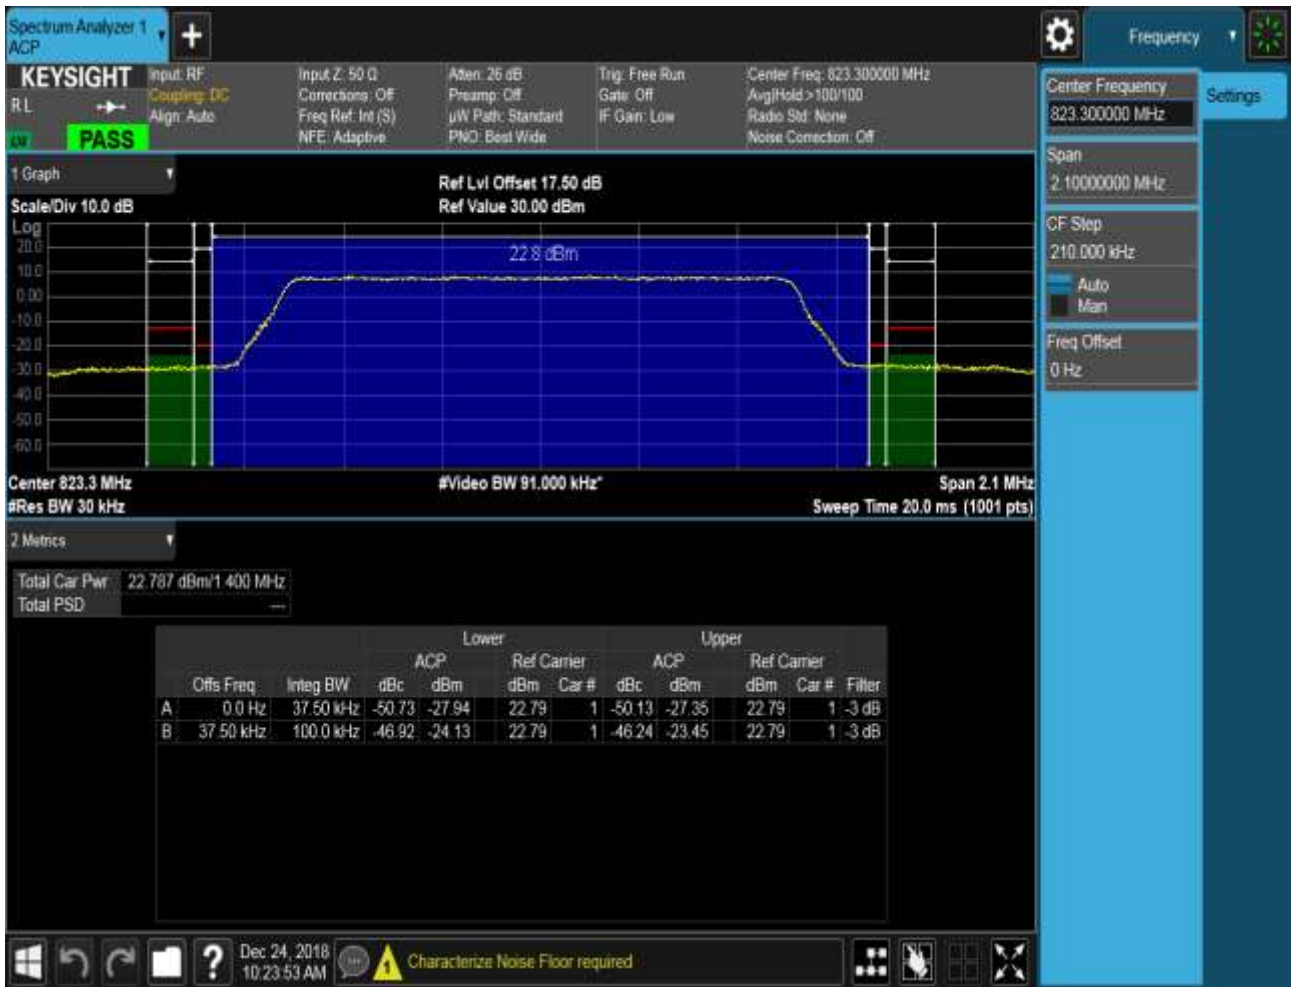 Spectrum Analyzer 1
ACP
Frequency
KEYSIGHT
R L
PASS
Input: RF
Coupling: DC
Align: Auto
Input Z: 50 Ω
Corrections: Off
Freq Ref: Int (S)
NFE: Adaptive
Atten: 26 dB
Preamp: Off
µW Path: Standard
PNO: Best Wide
Trig: Free Run
Gate: Off
IF Gain: Low
Center Freq: 823.300000 MHz
Avg|Hold:>100/100
Radio Std: None
Noise Correction: Off
Center Frequency
823.300000 MHz
Settings
Span
2.10000000 MHz
CF Step
210.000 kHz
Auto
Man
Freq Offset
0 Hz
1 Graph
Scale/Div 10.0 dB
Ref Lvl Offset 17.50 dB
Ref Value 30.00 dBm
Log
20.0
10.0
0.00
-10.0
-20.0
-30.0
-40.0
-50.0
-60.0
22.8 dBm
Center 823.3 MHz
#Video BW 91.000 kHz*
Span 2.1 MHz
#Res BW 30 kHz
Sweep Time 20.0 ms (1001 pts)
2 Metrics
Total Car Pwr 22.787 dBm/1.400 MHz
Total PSD ---
Lower Upper
ACP Ref Carrier ACP Ref Carrier
Offs Freq Integ BW dBc dBm dBm Car # dBc dBm dBm Car # Filter
A 0.0 Hz 37.50 kHz -50.73 -27.94 22.79 1 -50.13 -27.35 22.79 1 -3 dB
B 37.50 kHz 100.0 kHz -46.92 -24.13 22.79 1 -46.24 -23.45 22.79 1 -3 dB
Dec 24, 2018
10:23:53 AM
?
1
Characterize Noise Floor required